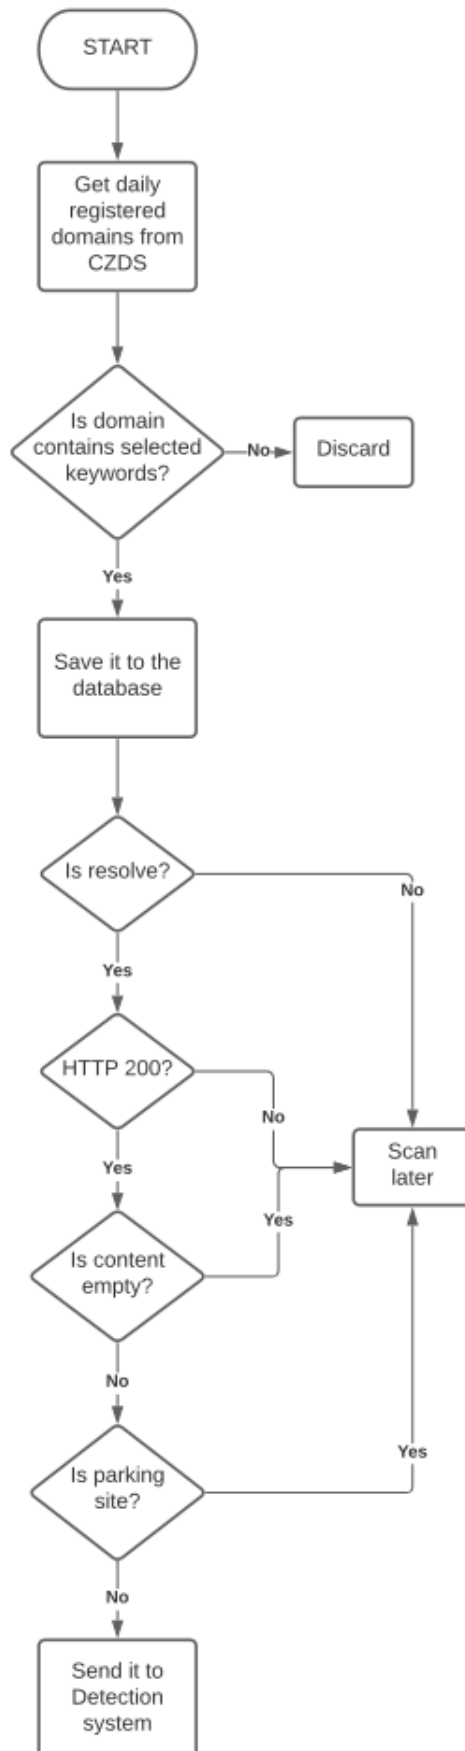 START
Get daily
registered
domains from
CZDS
Is domain
contains selected
keywords?
No
Discard
Yes
Save it to the
database
Is resolve?
No
Yes
HTTP 200?
No
Scan
later
Yes
Yes
Is content
empty?
No
Is parking
site?
Yes
No
Send it to
Detection
system